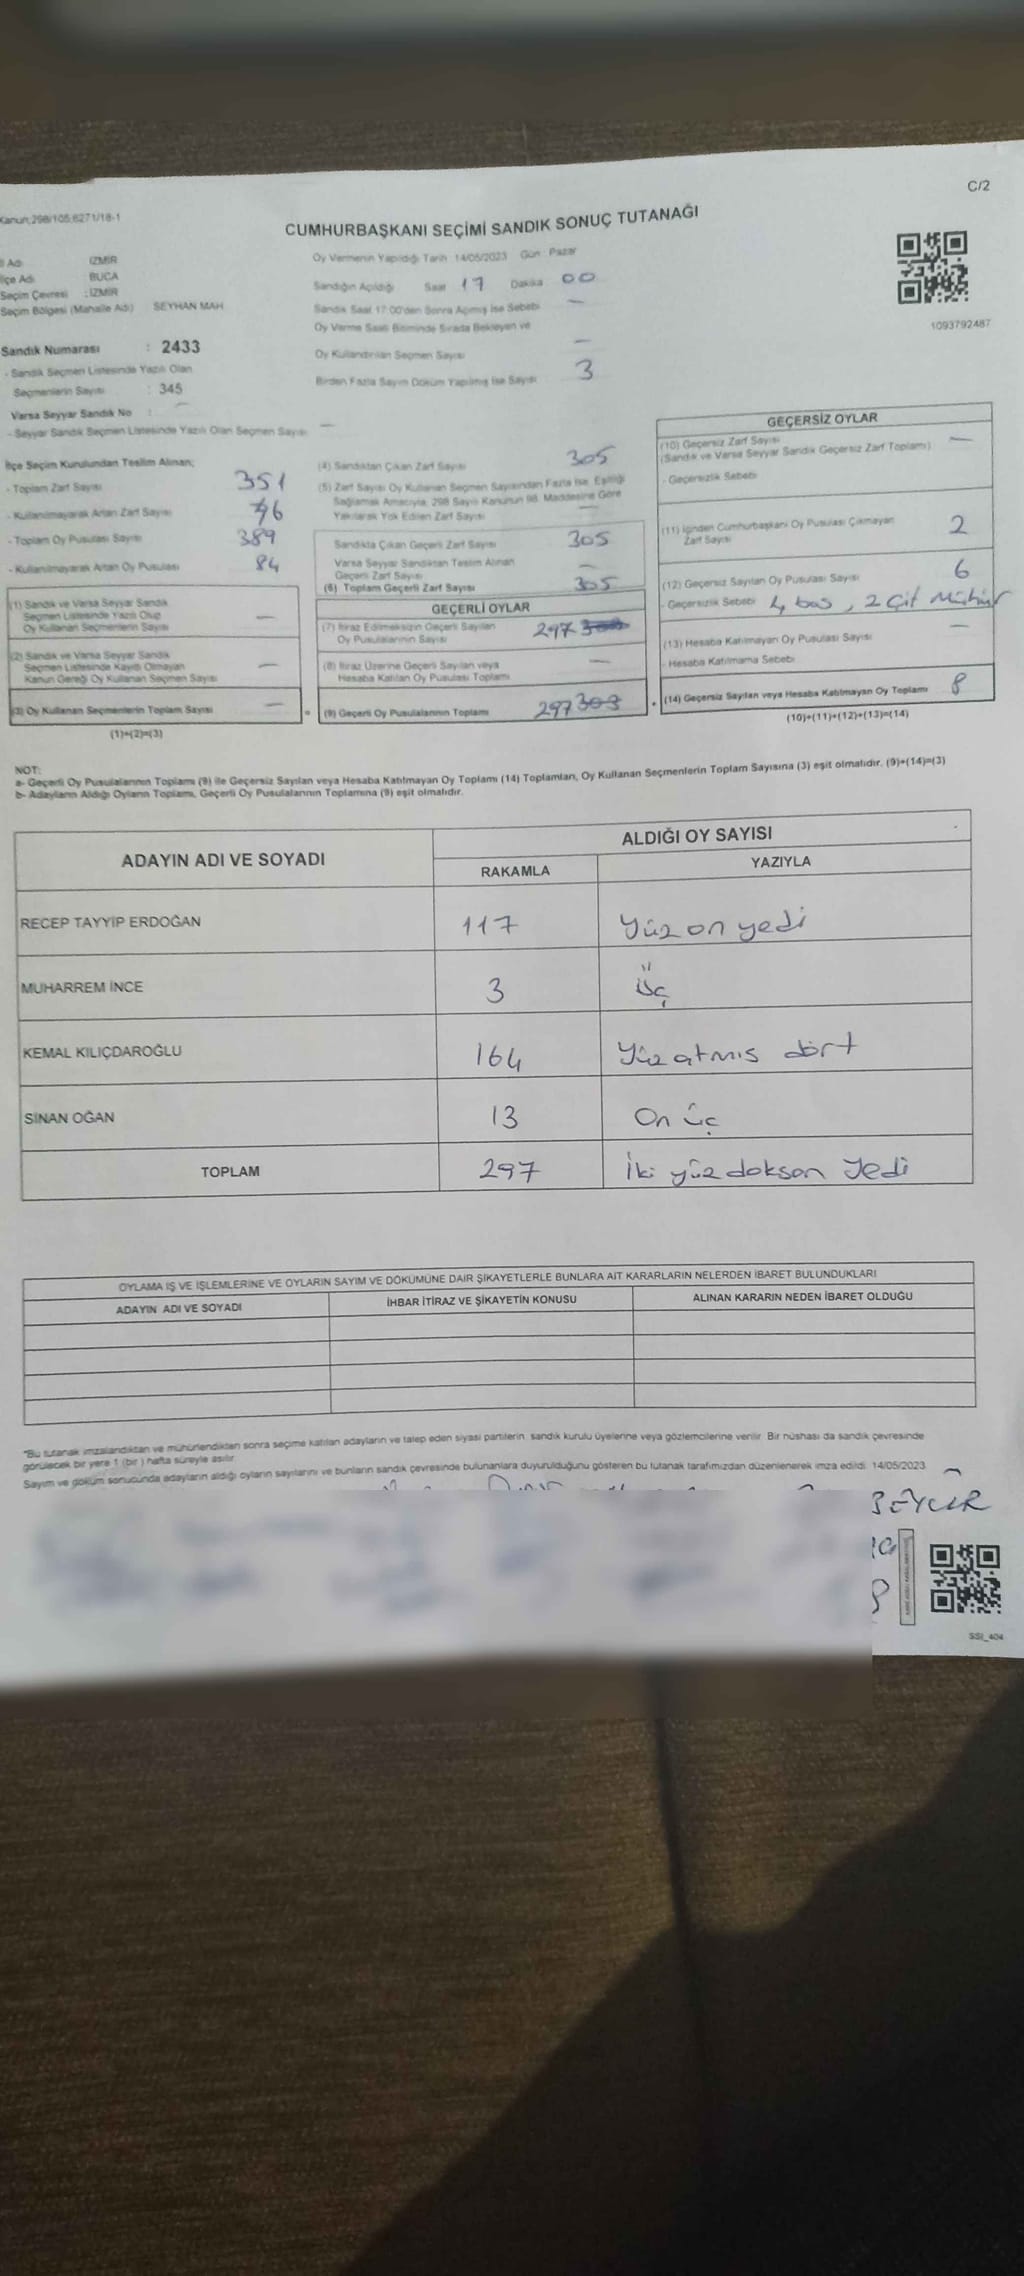 C/2
Kanun;298/105;6271/18-1
CUMHURBAŞKANI SEÇİMİ SANDIK SONUÇ TUTANAĞI
İl Adı İZMİR
İlçe Adı BUCA
Seçim Çevresi : İZMİR
Seçim Bölgesi (Mahalle Adı) SEYHAN MAH
Oy Vermenin Yapıldığı Tarih 14/05/2023 Gün : Pazar
Sandığın Açıldığı Saat 17 Dakika 00
Sandık Saat 17:00'den Sonra Açılmış İse Sebebi —
Oy Verme Saati Bitiminde Sırada Bekleyen ve
Oy Kullandırılan Seçmen Sayısı —
Birden Fazla Sayım Döküm Yapılmış İse Sayısı 3
1093792487
Sandık Numarası : 2433
- Sandık Seçmen Listesinde Yazılı Olan
Seçmenlerin Sayısı : 345
Varsa Seyyar Sandık No : —
- Seyyar Sandık Seçmen Listesinde Yazılı Olan Seçmen Sayısı —
İlçe Seçim Kurulundan Teslim Alınan;
- Toplam Zarf Sayısı 351
- Kullanılmayarak Artan Zarf Sayısı 46
- Toplam Oy Pusulası Sayısı 389
- Kullanılmayarak Artan Oy Pusulası 84
(1) Sandık ve Varsa Seyyar Sandık
Seçmen Listesinde Yazılı Olup
Oy Kullanan Seçmenlerin Sayısı —
(2) Sandık ve Varsa Seyyar Sandık
Seçmen Listesinde Kayıtlı Olmayan
Kanun Gereği Oy Kullanan Seçmen Sayısı —
(3) Oy Kullanan Seçmenlerin Toplam Sayısı —
(1)+(2)=(3)
(4) Sandıktan Çıkan Zarf Sayısı 305
(5) Zarf Sayısı Oy Kullanan Seçmen Sayısından Fazla İse, Eşitliği
Sağlamak Amacıyla, 298 Sayılı Kanunun 98. Maddesine Göre
Yakılarak Yok Edilen Zarf Sayısı —
Sandıkta Çıkan Geçerli Zarf Sayısı 305
Varsa Seyyar Sandıktan Teslim Alınan
Geçerli Zarf Sayısı —
(6) Toplam Geçerli Zarf Sayısı 305
GEÇERLİ OYLAR
(7) İtiraz Edilmeksizin Geçerli Sayılan
Oy Pusulalarının Sayısı 297
(8) İtiraz Üzerine Geçerli Sayılan veya
Hesaba Katılan Oy Pusulası Toplamı —
= (9) Geçerli Oy Pusulalarının Toplamı 297 303
GEÇERSİZ OYLAR
(10) Geçersiz Zarf Sayısı
(Sandık ve Varsa Seyyar Sandık Geçersiz Zarf Toplamı) —
- Geçersizlik Sebebi
(11) İçinden Cumhurbaşkanı Oy Pusulası Çıkmayan
Zarf Sayısı 2
(12) Geçersiz Sayılan Oy Pusulası Sayısı 6
- Geçersizlik Sebebi 4 boş, 2 Çift Mühür
(13) Hesaba Katılmayan Oy Pusulası Sayısı —
- Hesaba Katılmama Sebebi
+ (14) Geçersiz Sayılan veya Hesaba Katılmayan Oy Toplamı 8
(10)+(11)+(12)+(13)=(14)
NOT:
a- Geçerli Oy Pusulalarının Toplamı (9) ile Geçersiz Sayılan veya Hesaba Katılmayan Oy Toplamı (14) Toplamları, Oy Kullanan Seçmenlerin Toplam Sayısına (3) eşit olmalıdır. (9)+(14)=(3)
b- Adayların Aldığı Oyların Toplamı, Geçerli Oy Pusulalarının Toplamına (9) eşit olmalıdır.
ADAYIN ADI VE SOYADI ALDIĞI OY SAYISI
RAKAMLA YAZIYLA
RECEP TAYYİP ERDOĞAN 117 Yüz on yedi
MUHARREM İNCE 3 Üç
KEMAL KILIÇDAROĞLU 164 Yüz atmıs dört
SİNAN OĞAN 13 On üç
TOPLAM 297 İki yüz doksan yedi
OYLAMA İŞ VE İŞLEMLERİNE VE OYLARIN SAYIM VE DÖKÜMÜNE DAİR ŞİKAYETLERLE BUNLARA AİT KARARLARIN NELERDEN İBARET BULUNDUKLARI
ADAYIN ADI VE SOYADI İHBAR İTİRAZ VE ŞİKAYETİN KONUSU ALINAN KARARIN NEDEN İBARET OLDUĞU
*Bu tutanak imzalandıktan ve mühürlendikten sonra seçime katılan adayların ve talep eden siyasi partilerin, sandık kurulu üyelerine veya gözlemcilerine verilir. Bir nüshası da sandık çevresinde
görülecek bir yere 1 (bir) hafta süreyle asılır.
Sayım ve döküm sonucunda adayların aldığı oyların sayılarını ve bunların sandık çevresinde bulunanlara duyurulduğunu gösteren bu tutanak tarafımızdan düzenlenerek imza edildi. 14/05/2023
SSI_404